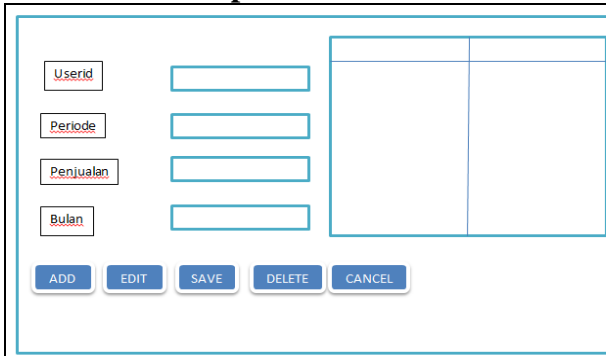 Userid
Periode
Penjualan
Bulan
ADD EDIT SAVE DELETE CANCEL